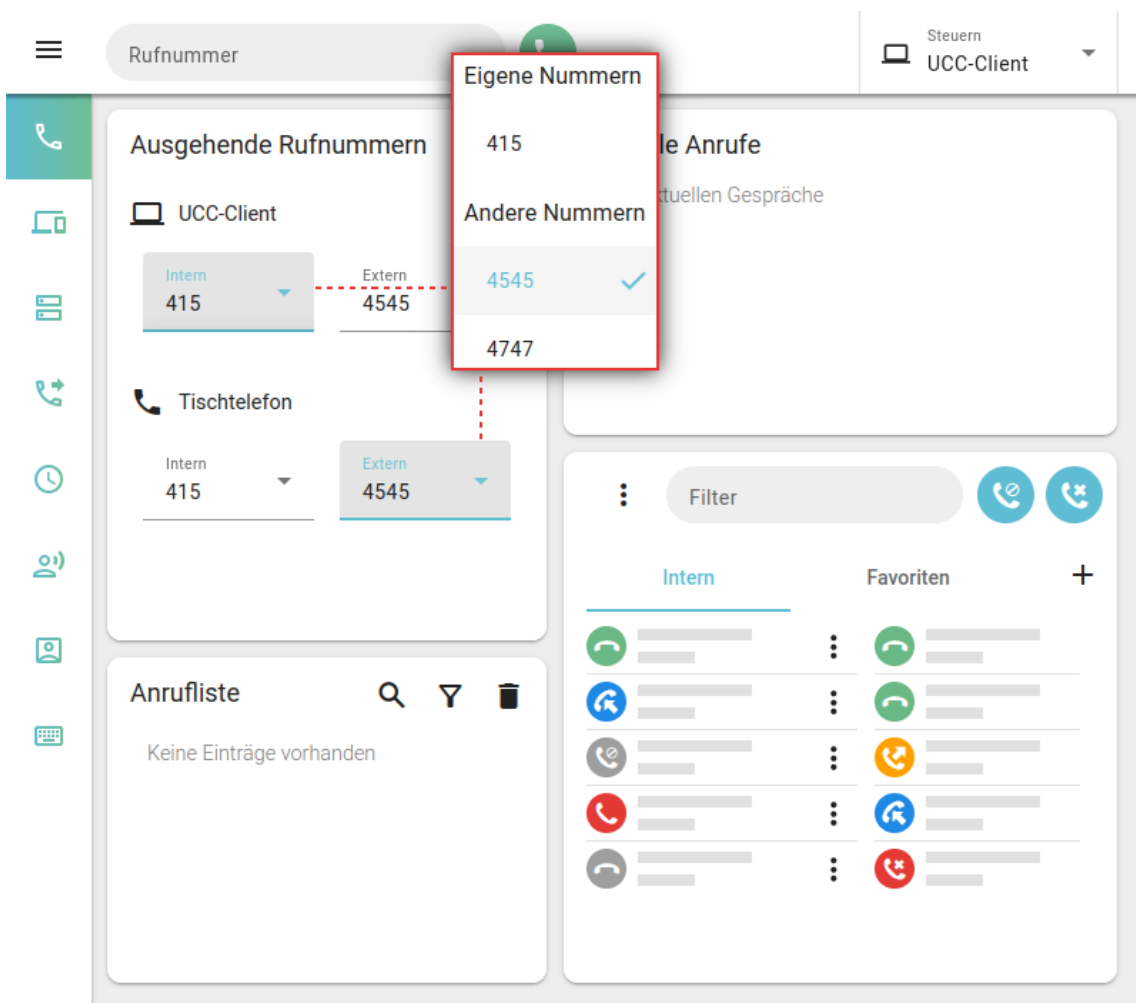 Rufnummer
Steuern
UCC-Client
Ausgehende Rufnummern
UCC-Client
Intern
415
Extern
4545
Tischtelefon
Intern
415
Extern
4545
Eigene Nummern
415
Andere Nummern
4545
4747
le Anrufe
ktuellen Gespräche
Filter
Intern
Favoriten
Anrufliste
Keine Einträge vorhanden